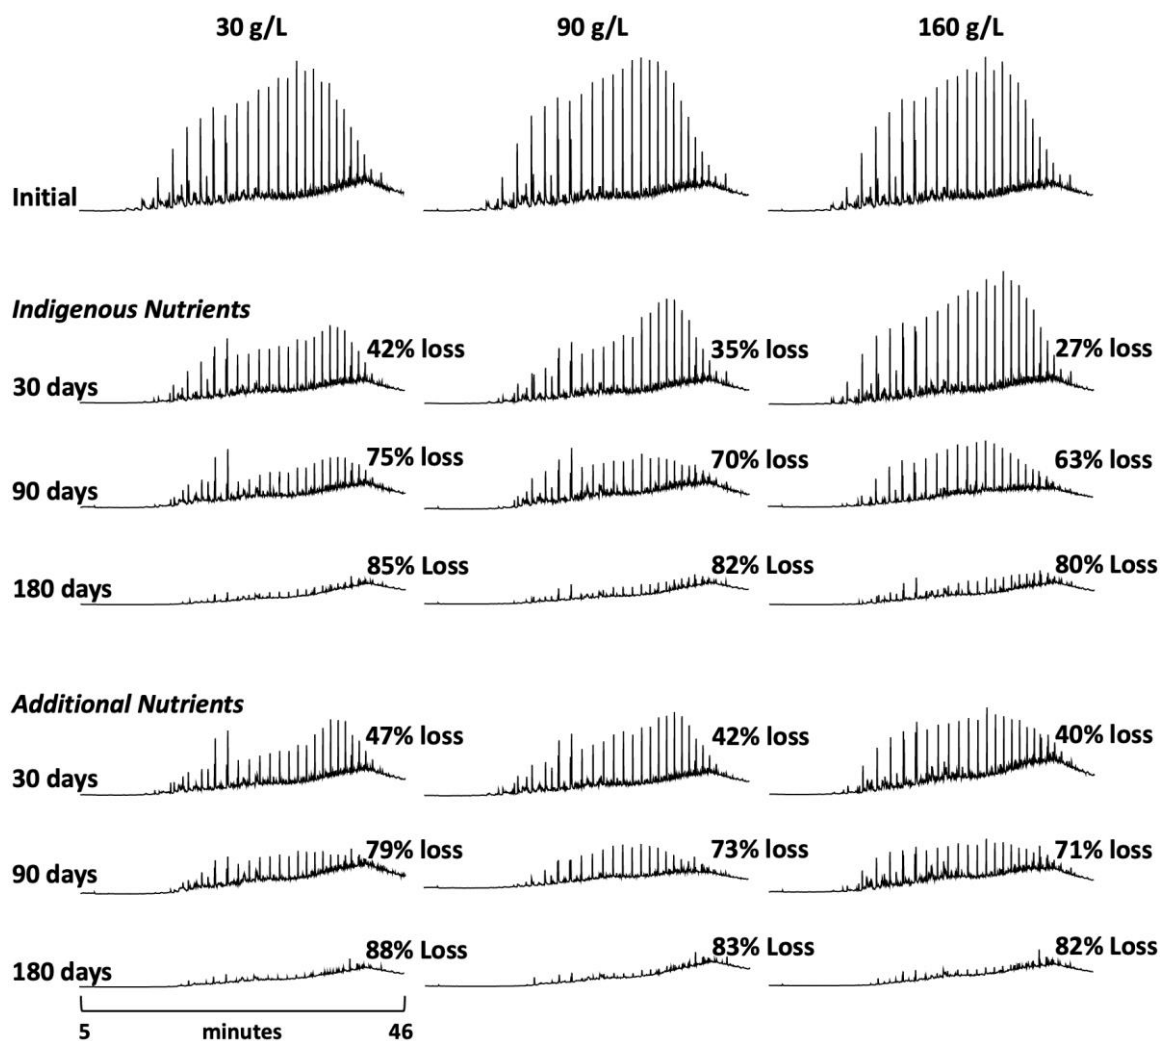 30 g/L 90 g/L 160 g/L
Initial
Indigenous Nutrients
30 days 42% loss 35% loss 27% loss
90 days 75% loss 70% loss 63% loss
180 days 85% Loss 82% Loss 80% Loss
Additional Nutrients
30 days 47% loss 42% loss 40% loss
90 days 79% loss 73% loss 71% loss
180 days 88% Loss 83% Loss 82% Loss
5 minutes 46